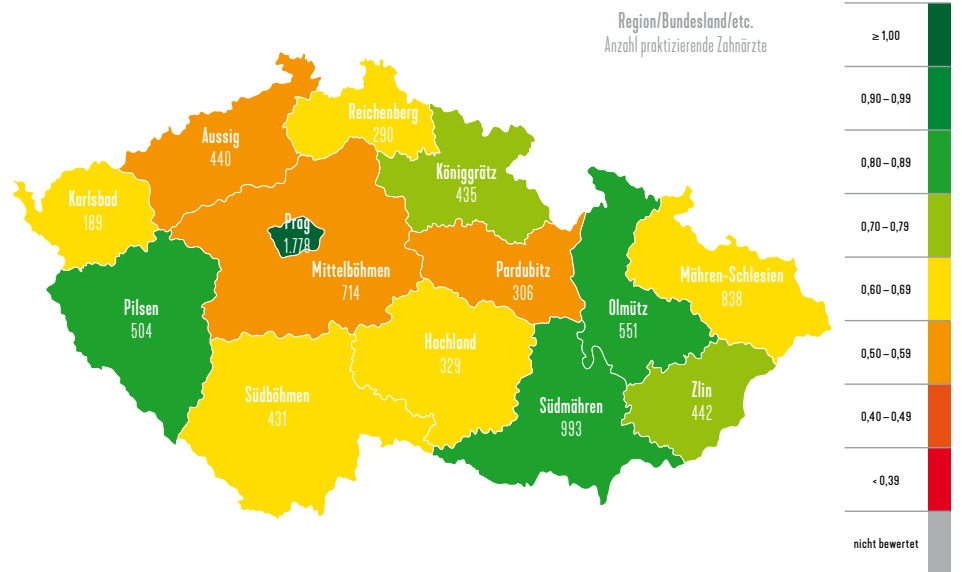 Region/Bundesland/etc.
Anzahl praktizierende Zahnärzte
Reichenberg
290
Aussig
440
Königgrätz
435
Karlsbad
189
Prag
1.778
Mittelböhmen
714
Pardubitz
306
Mähren-Schlesien
838
Pilsen
504
Olmütz
551
Hochland
329
Südböhmen
431
Südmähren
993
Zlin
442
≥ 1,00
0,90 – 0,99
0,80 – 0,89
0,70 – 0,79
0,60 – 0,69
0,50 – 0,59
0,40 – 0,49
< 0,39
nicht bewertet